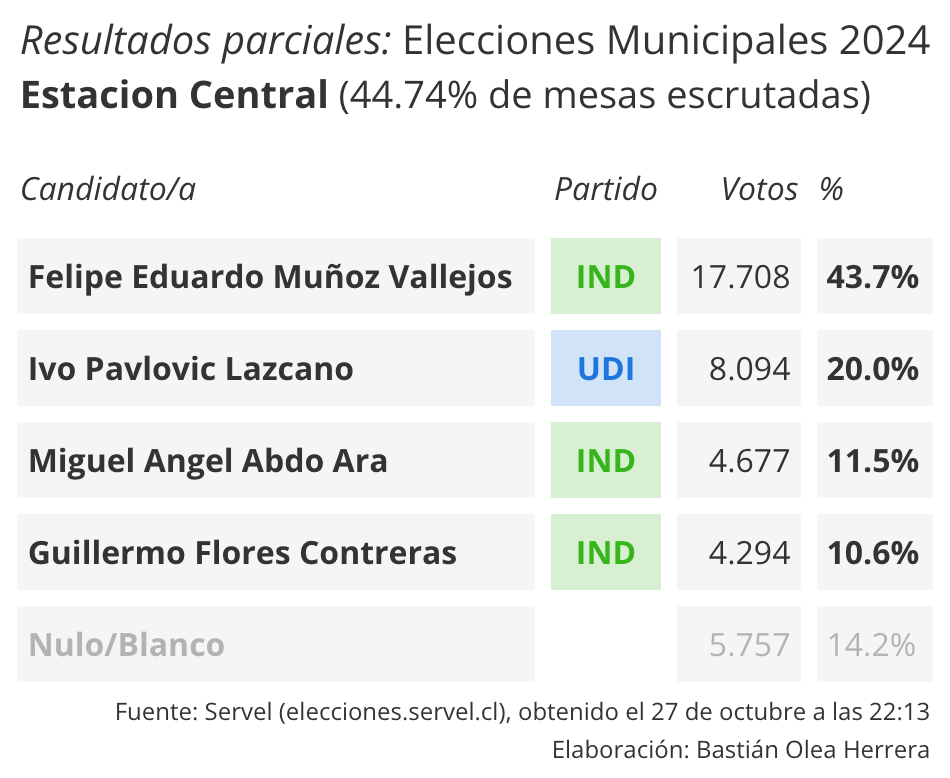 Resultados parciales: Elecciones Municipales 2024
Estacion Central (44.74% de mesas escrutadas)
Candidato/a Partido Votos %
Felipe Eduardo Muñoz Vallejos IND 17.708 43.7%
Ivo Pavlovic Lazcano UDI 8.094 20.0%
Miguel Angel Abdo Ara IND 4.677 11.5%
Guillermo Flores Contreras IND 4.294 10.6%
Nulo/Blanco 5.757 14.2%
Fuente: Servel (elecciones.servel.cl), obtenido el 27 de octubre a las 22:13
Elaboración: Bastián Olea Herrera